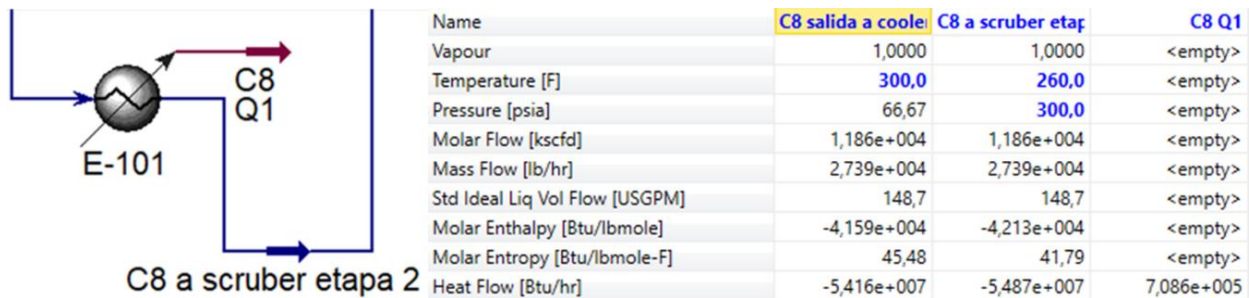 C8
Q1
E-101
C8 a scruber etapa 2
Name C8 salida a coole C8 a scruber etap C8 Q1
Vapour 1,0000 1,0000 <empty>
Temperature [F] 300,0 260,0 <empty>
Pressure [psia] 66,67 300,0 <empty>
Molar Flow [kscfd] 1,186e+004 1,186e+004 <empty>
Mass Flow [lb/hr] 2,739e+004 2,739e+004 <empty>
Std Ideal Liq Vol Flow [USGPM] 148,7 148,7 <empty>
Molar Enthalpy [Btu/lbmole] -4,159e+004 -4,213e+004 <empty>
Molar Entropy [Btu/lbmole-F] 45,48 41,79 <empty>
Heat Flow [Btu/hr] -5,416e+007 -5,487e+007 7,086e+005